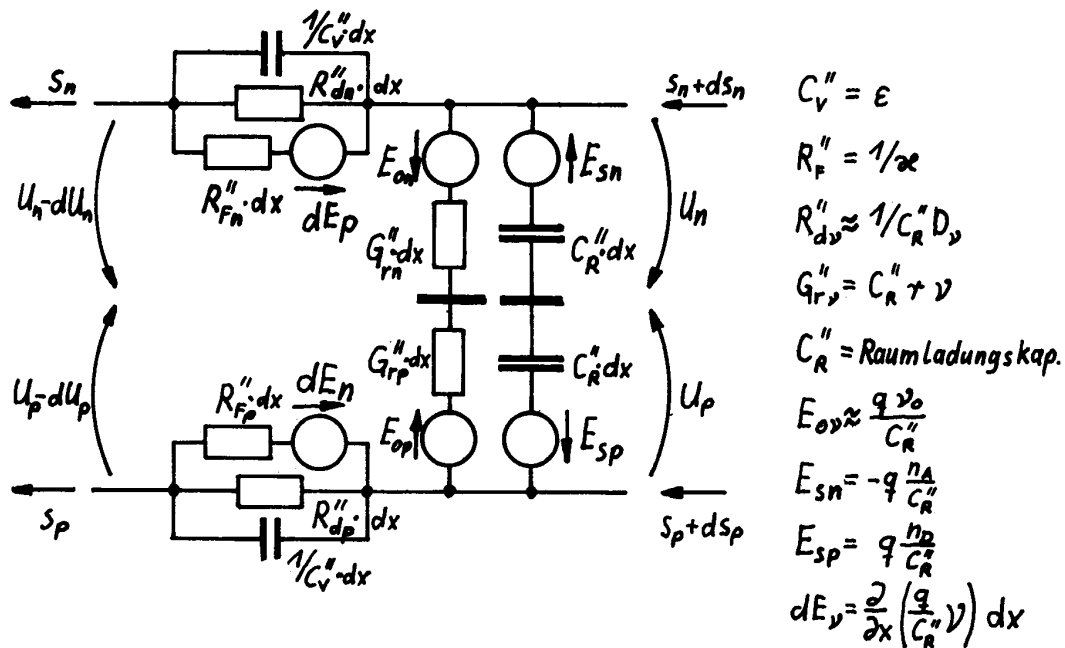 1/C_V''·dx
R_dn''·dx
R_Fn''·dx
dE_p
s_n
s_n+ds_n
U_n-dU_n
E_on
E_sn
U_n
G_rn''·dx
C_R''·dx
G_rp''·dx
C_R''·dx
U_p-dU_p
R_Fp''·dx
dE_n
E_op
E_sp
U_p
s_p
R_dp''·dx
s_p+ds_p
1/C_V''·dx
C_V'' = ε
R_F'' = 1/ϰ
R_dν'' ≈ 1/C_R'' D_ν
G_rν'' = C_R'' r ν
C_R'' = Raumladungskap.
E_oν ≈ q ν_o / C_R''
E_sn = -q n_A / C_R''
E_sp = q n_D / C_R''
dE_ν = ∂/∂x (q/C_R'' ν) dx